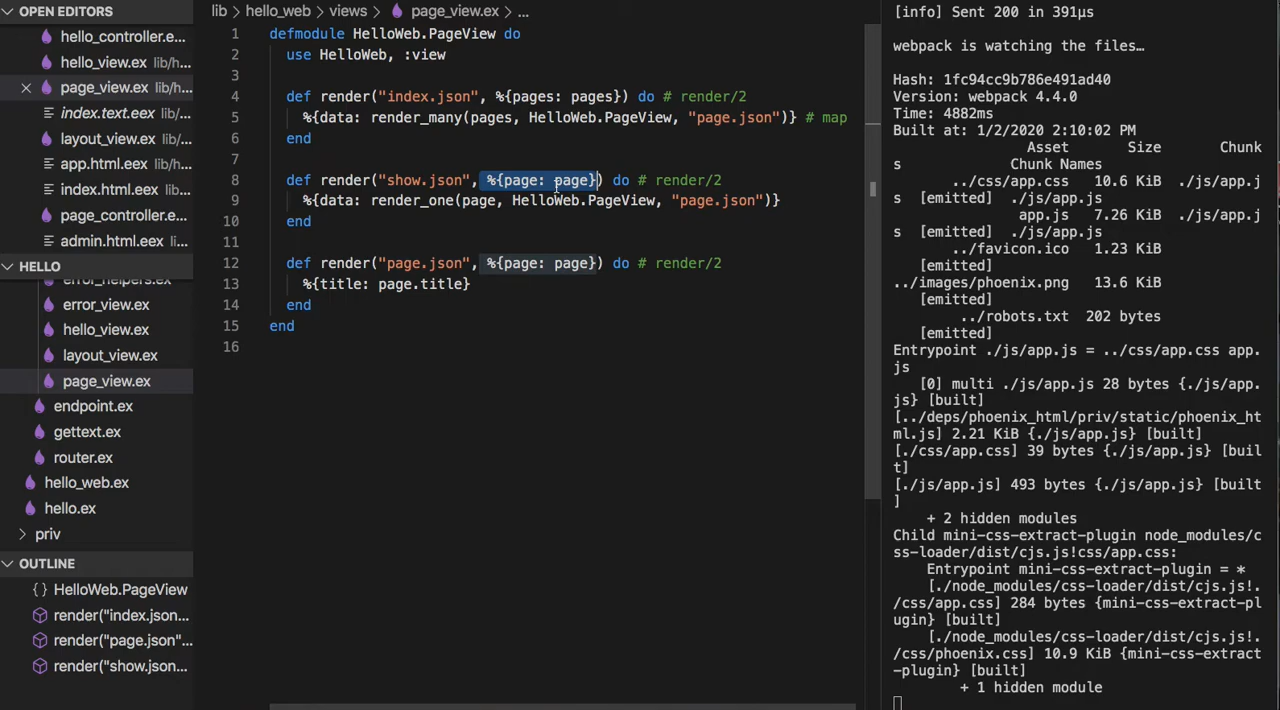 OPEN EDITORS
hello_controller.e...
hello_view.ex lib/h...
page_view.ex lib/h...
index.text.eex lib/...
layout_view.ex lib/...
app.html.eex lib/h...
index.html.eex lib/...
page_controller.ex ...
admin.html.eex li...
HELLO
error_helpers.ex
error_view.ex
hello_view.ex
layout_view.ex
page_view.ex
endpoint.ex
gettext.ex
router.ex
hello_web.ex
hello.ex
priv
OUTLINE
{} HelloWeb.PageView
render("index.json...
render("page.json"...
render("show.json...
lib > hello_web > views > page_view.ex > ...
1 defmodule HelloWeb.PageView do
2 use HelloWeb, :view
3
4 def render("index.json", %{pages: pages}) do # render/2
5 %{data: render_many(pages, HelloWeb.PageView, "page.json")} # map
6 end
7
8 def render("show.json", %{page: page}) do # render/2
9 %{data: render_one(page, HelloWeb.PageView, "page.json")}
10 end
11
12 def render("page.json", %{page: page}) do # render/2
13 %{title: page.title}
14 end
15 end
16
[info] Sent 200 in 391µs
webpack is watching the files…
Hash: 1fc94cc9b786e491ad40
Version: webpack 4.4.0
Time: 4882ms
Built at: 1/2/2020 2:10:02 PM
Asset Size Chunk
s Chunk Names
../css/app.css 10.6 KiB ./js/app.j
s [emitted] ./js/app.js
app.js 7.26 KiB ./js/app.j
s [emitted] ./js/app.js
../favicon.ico 1.23 KiB
[emitted]
../images/phoenix.png 13.6 KiB
[emitted]
../robots.txt 202 bytes
[emitted]
Entrypoint ./js/app.js = ../css/app.css app.
js
[0] multi ./js/app.js 28 bytes {./js/app.
js} [built]
[../deps/phoenix_html/priv/static/phoenix_ht
ml.js] 2.21 KiB {./js/app.js} [built]
[./css/app.css] 39 bytes {./js/app.js} [buil
t]
[./js/app.js] 493 bytes {./js/app.js} [built
]
+ 2 hidden modules
Child mini-css-extract-plugin node_modules/c
ss-loader/dist/cjs.js!css/app.css:
Entrypoint mini-css-extract-plugin = *
[./node_modules/css-loader/dist/cjs.js!.
/css/app.css] 284 bytes {mini-css-extract-pl
ugin} [built]
[./node_modules/css-loader/dist/cjs.js!.
/css/phoenix.css] 10.9 KiB {mini-css-extract
-plugin} [built]
+ 1 hidden module